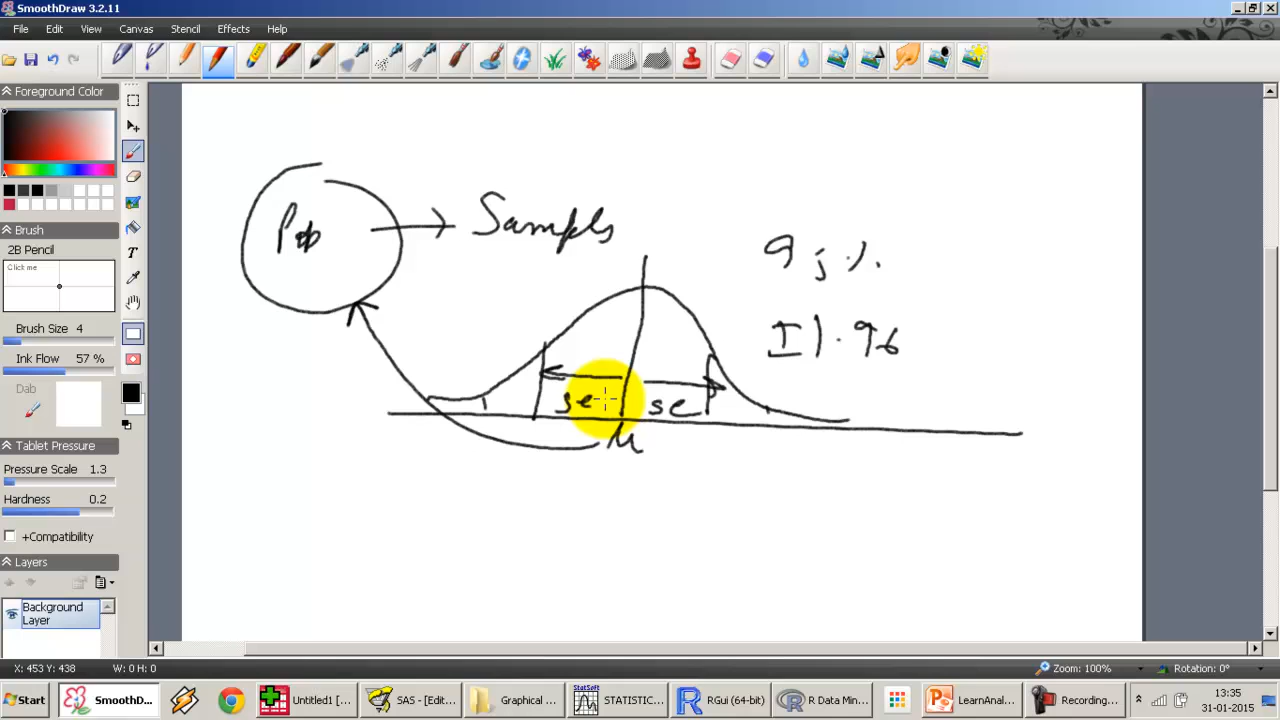 SmoothDraw 3.2.11
File Edit View Canvas Stencil Effects Help
Foreground Color
Brush
2B Pencil
Click me
Brush Size 4
Ink Flow 57 %
Dab
Tablet Pressure
Pressure Scale 1.3
Hardness 0.2
+Compatibility
Layers
Background Layer
Pop
Samples
±1.96
se se
μ
X: 453 Y: 438 W: 0 H: 0
Zoom: 100%
Rotation: 0°
Start
SmoothD...
Untitled1 [...
SAS - [Edit...
Graphical ...
STATISTIC...
RGui (64-bit)
R Data Min...
LearnAnal...
Recording...
13:35
31-01-2015